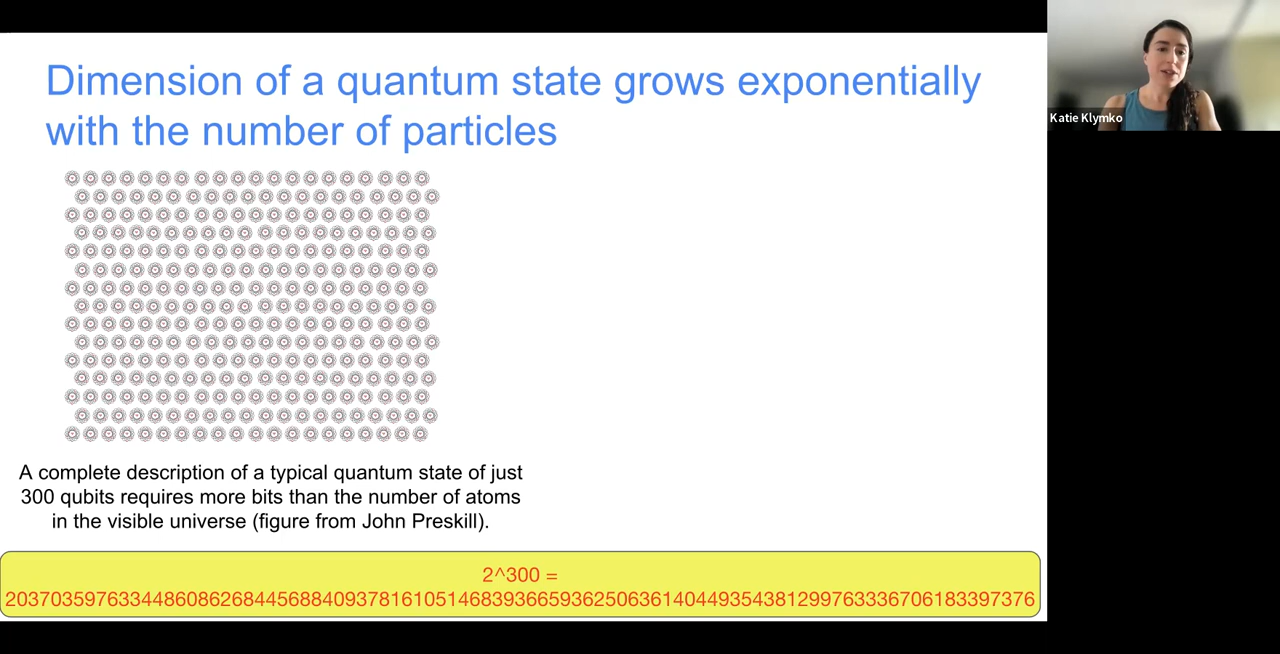 Dimension of a quantum state grows exponentially
with the number of particles
Katie Klymko
A complete description of a typical quantum state of just
300 qubits requires more bits than the number of atoms
in the visible universe (figure from John Preskill).
2^300 =
2037035976334486086268445688409378161051468393665936250636140449354381299763336706183397376